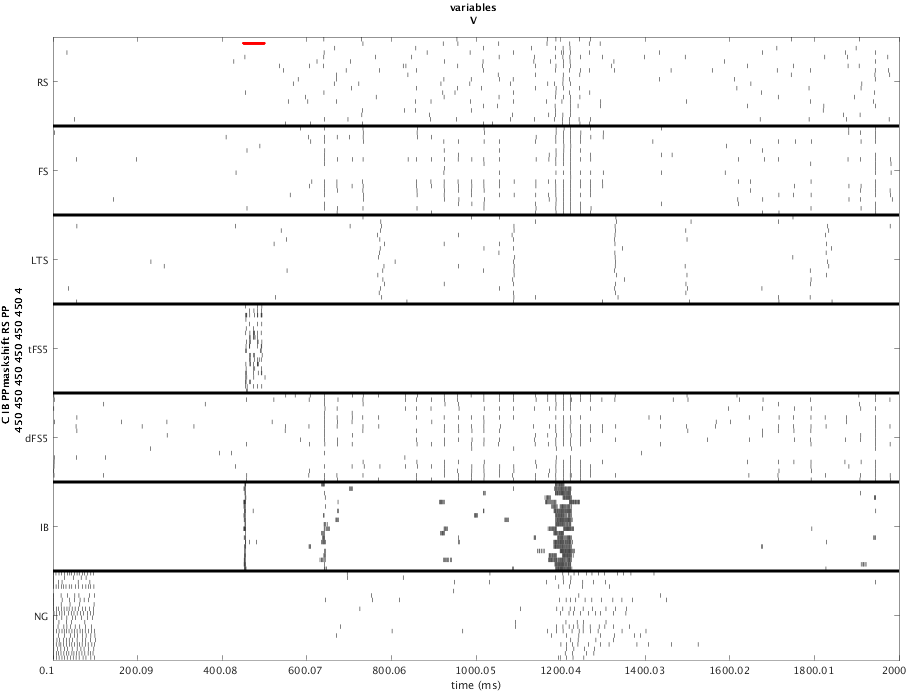 variables
V
RS
FS
LTS
tFS5
dFS5
IB
NG
C IB PPmaskshift RS PP
450 450 450 450 450 450 4
0.1 200.09 400.08 600.07 800.06 1000.05 1200.04 1400.03 1600.02 1800.01 2000
time (ms)